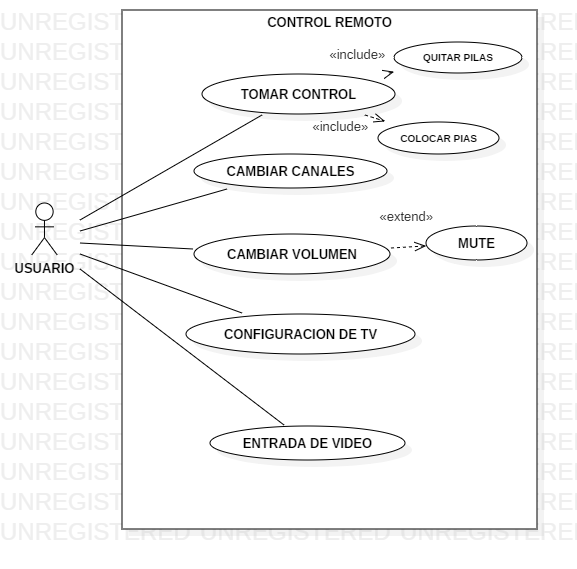 CONTROL REMOTO
«include»
QUITAR PILAS
TOMAR CONTROL
«include»
COLOCAR PIAS
CAMBIAR CANALES
«extend»
MUTE
CAMBIAR VOLUMEN
USUARIO
CONFIGURACION DE TV
ENTRADA DE VIDEO
UNREGISTERED UNREGISTERED UNREGISTERED